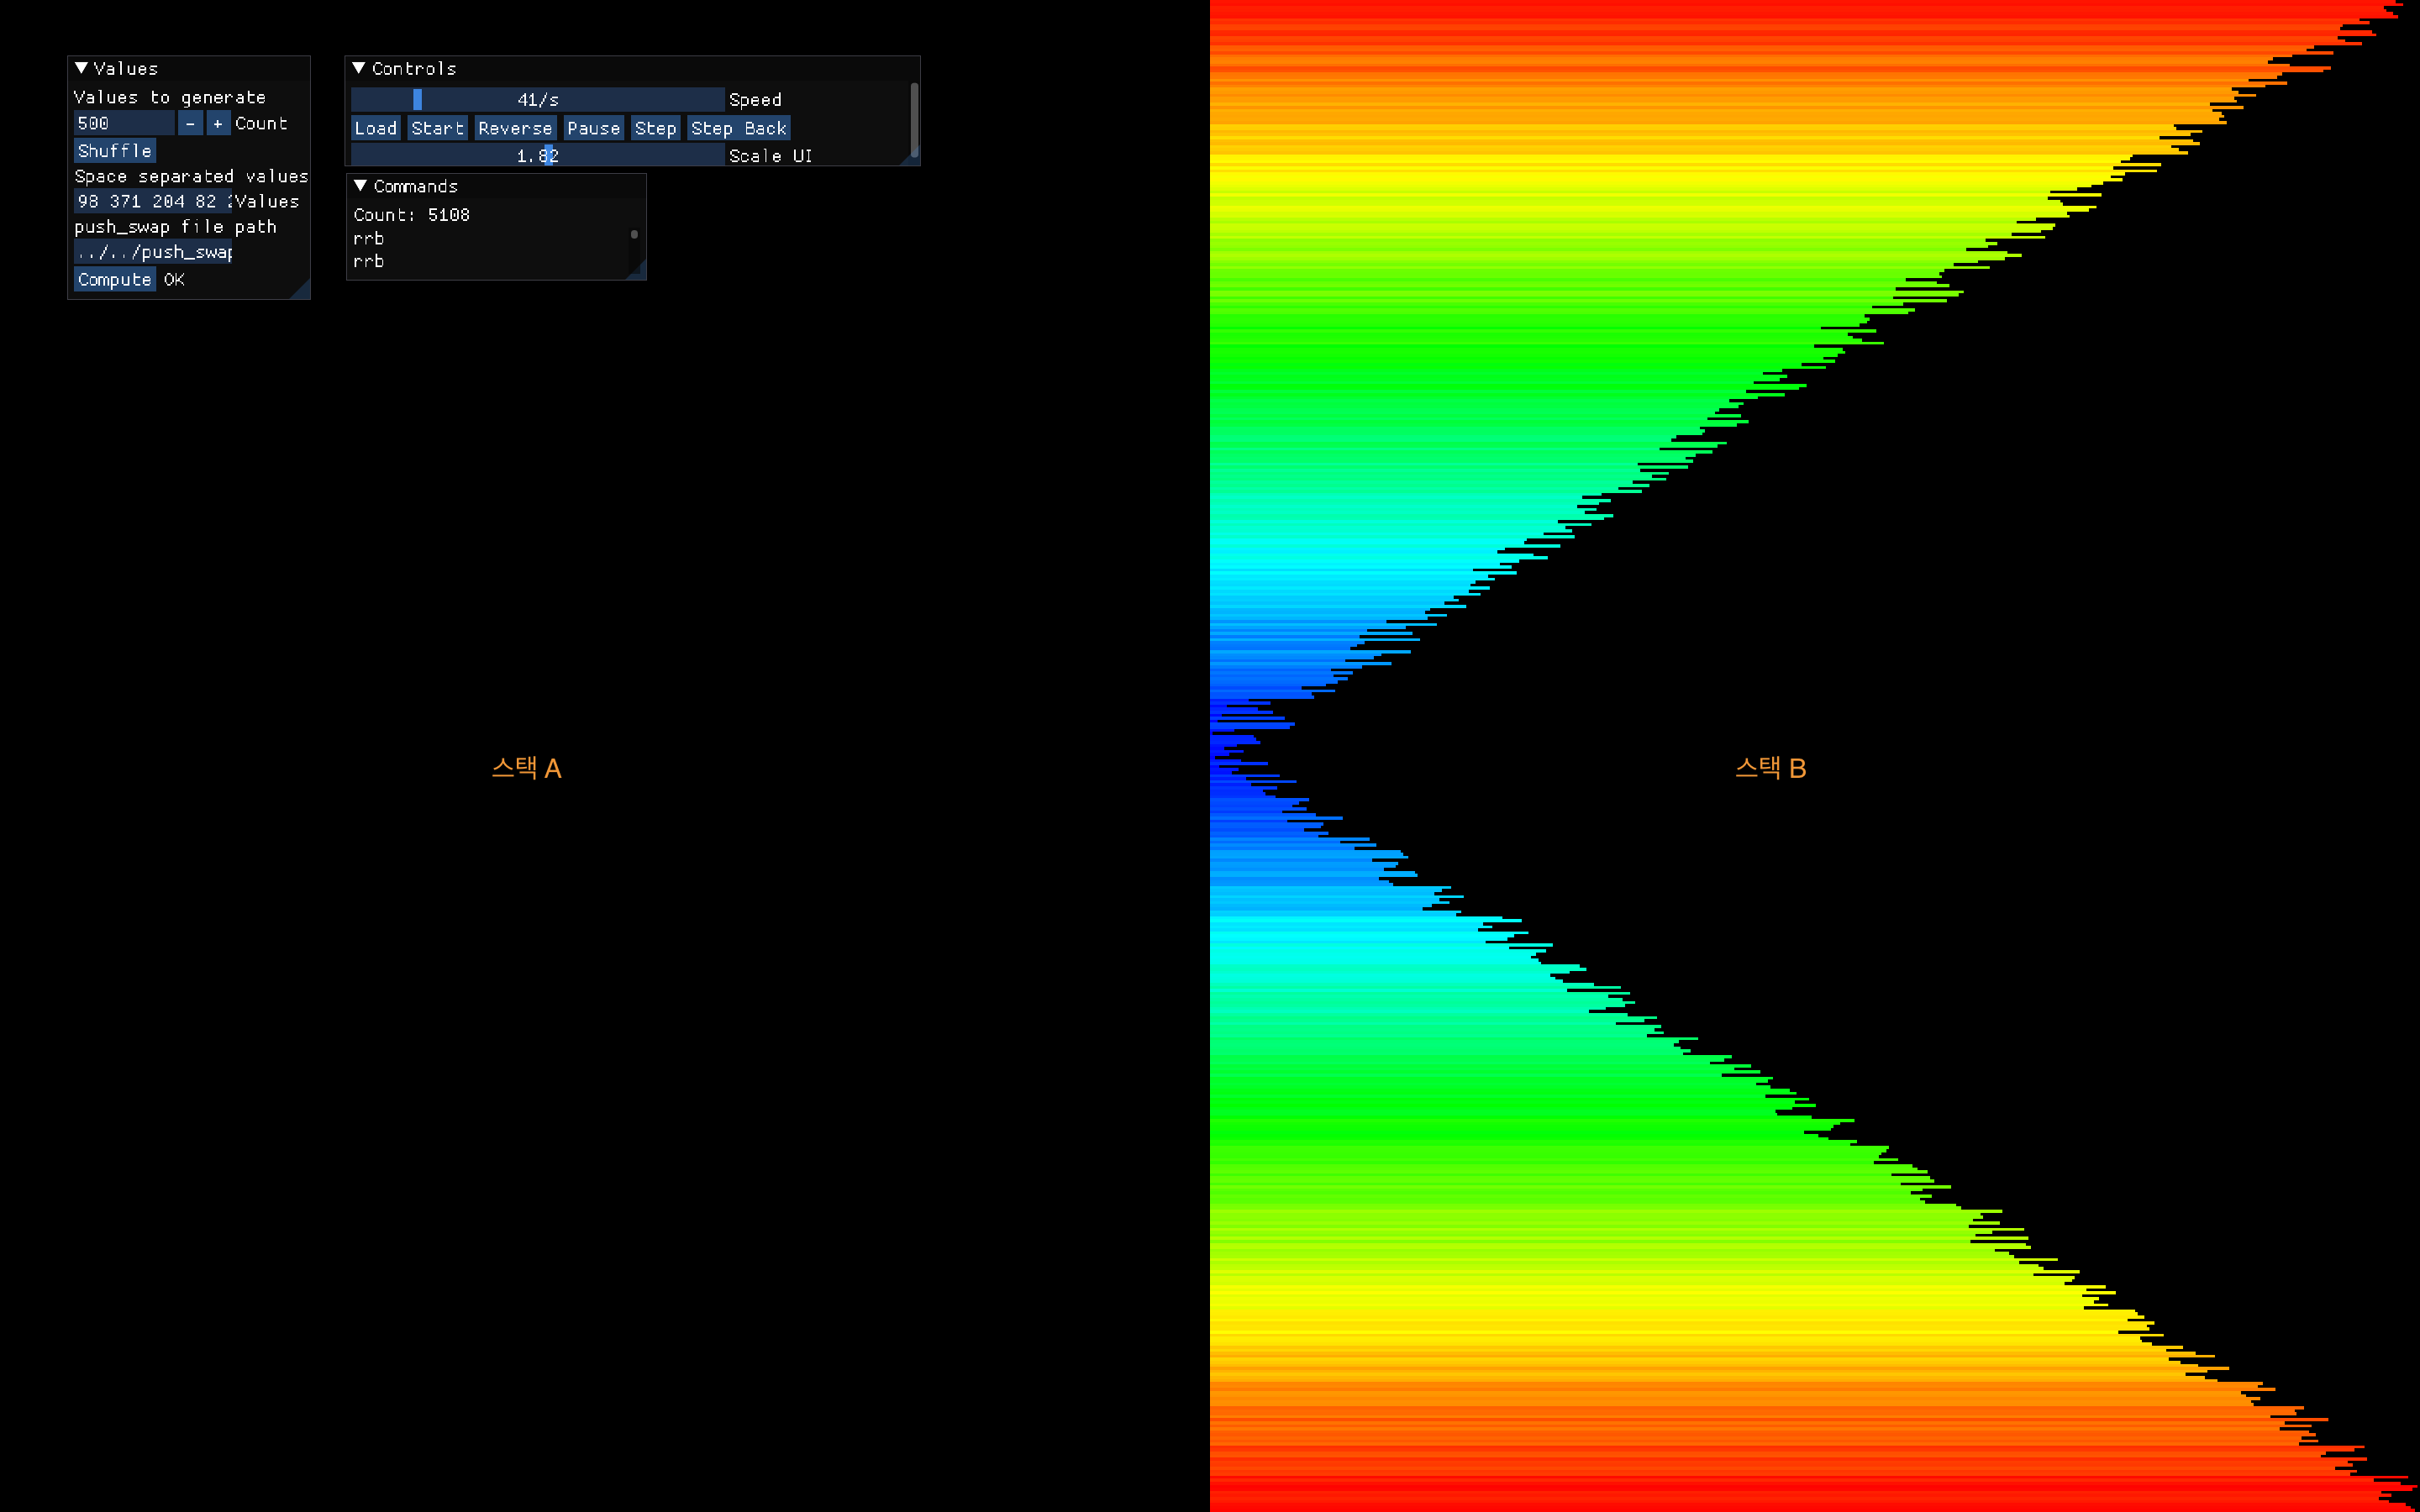 Values
Values to generate
500 - + Count
Shuffle
Space separated values
98 371 204 82 Values
push_swap file path
../../push_swap
Compute OK
Controls
41/s Speed
Load Start Reverse Pause Step Step Back
1.82 Scale UI
Commands
Count: 5108
rrb
rrb
스택 A
스택 B